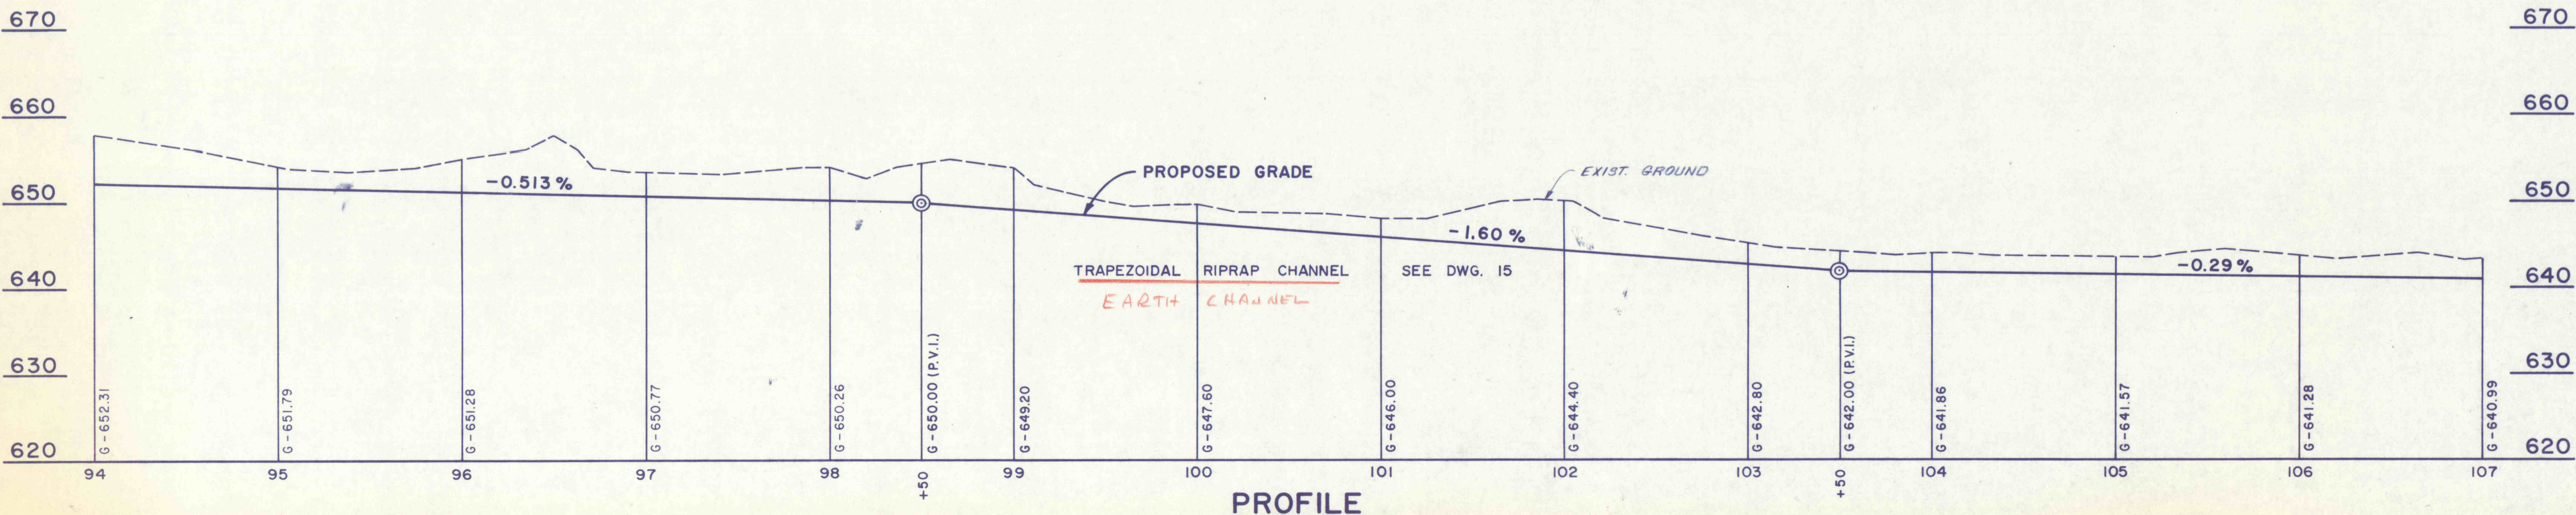 670
670
660
660
-0.513 %
PROPOSED GRADE
EXIST. GROUND
650
650
-1.60 %
TRAPEZOIDAL RIPRAP CHANNEL SEE DWG. 15
-0.29 %
640
640
EARTH CHANNEL
630
630
G - 652.31
G - 651.79
G - 651.28
G - 650.77
G - 650.26
G - 650.00 (P.V.I.)
G - 649.20
G - 647.60
G - 646.00
G - 644.40
G - 642.80
G - 642.00 (P.V.I.)
G - 641.86
G - 641.57
G - 641.28
G - 640.99
620
620
94 95 96 97 98 +50 99 100 101 102 103 +50 104 105 106 107
PROFILE